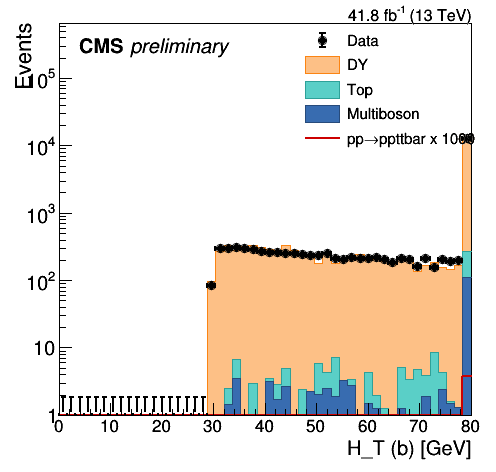 41.8 fb⁻¹ (13 TeV)
Events
CMS preliminary
Data
DY
Top
Multiboson
pp→ppttbar x 1000
10⁵
10⁴
10³
10²
10
1
0 10 20 30 40 50 60 70 80
H_T (b) [GeV]